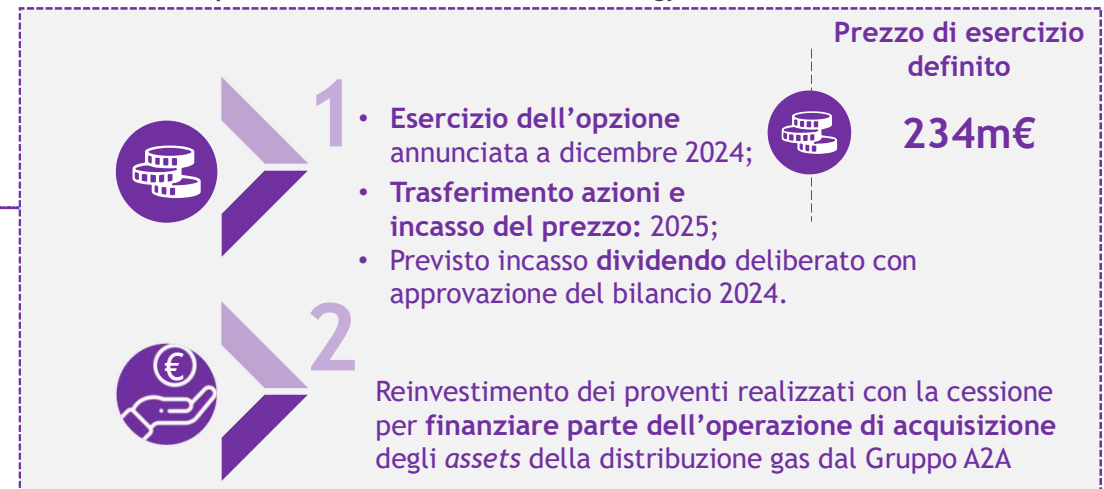 Prezzo di esercizio
definito
234m€
1
• Esercizio dell’opzione
annunciata a dicembre 2024;
• Trasferimento azioni e
incasso del prezzo: 2025;
• Previsto incasso dividendo deliberato con
approvazione del bilancio 2024.
2
€
Reinvestimento dei proventi realizzati con la cessione
per finanziare parte dell’operazione di acquisizione
degli assets della distribuzione gas dal Gruppo A2A